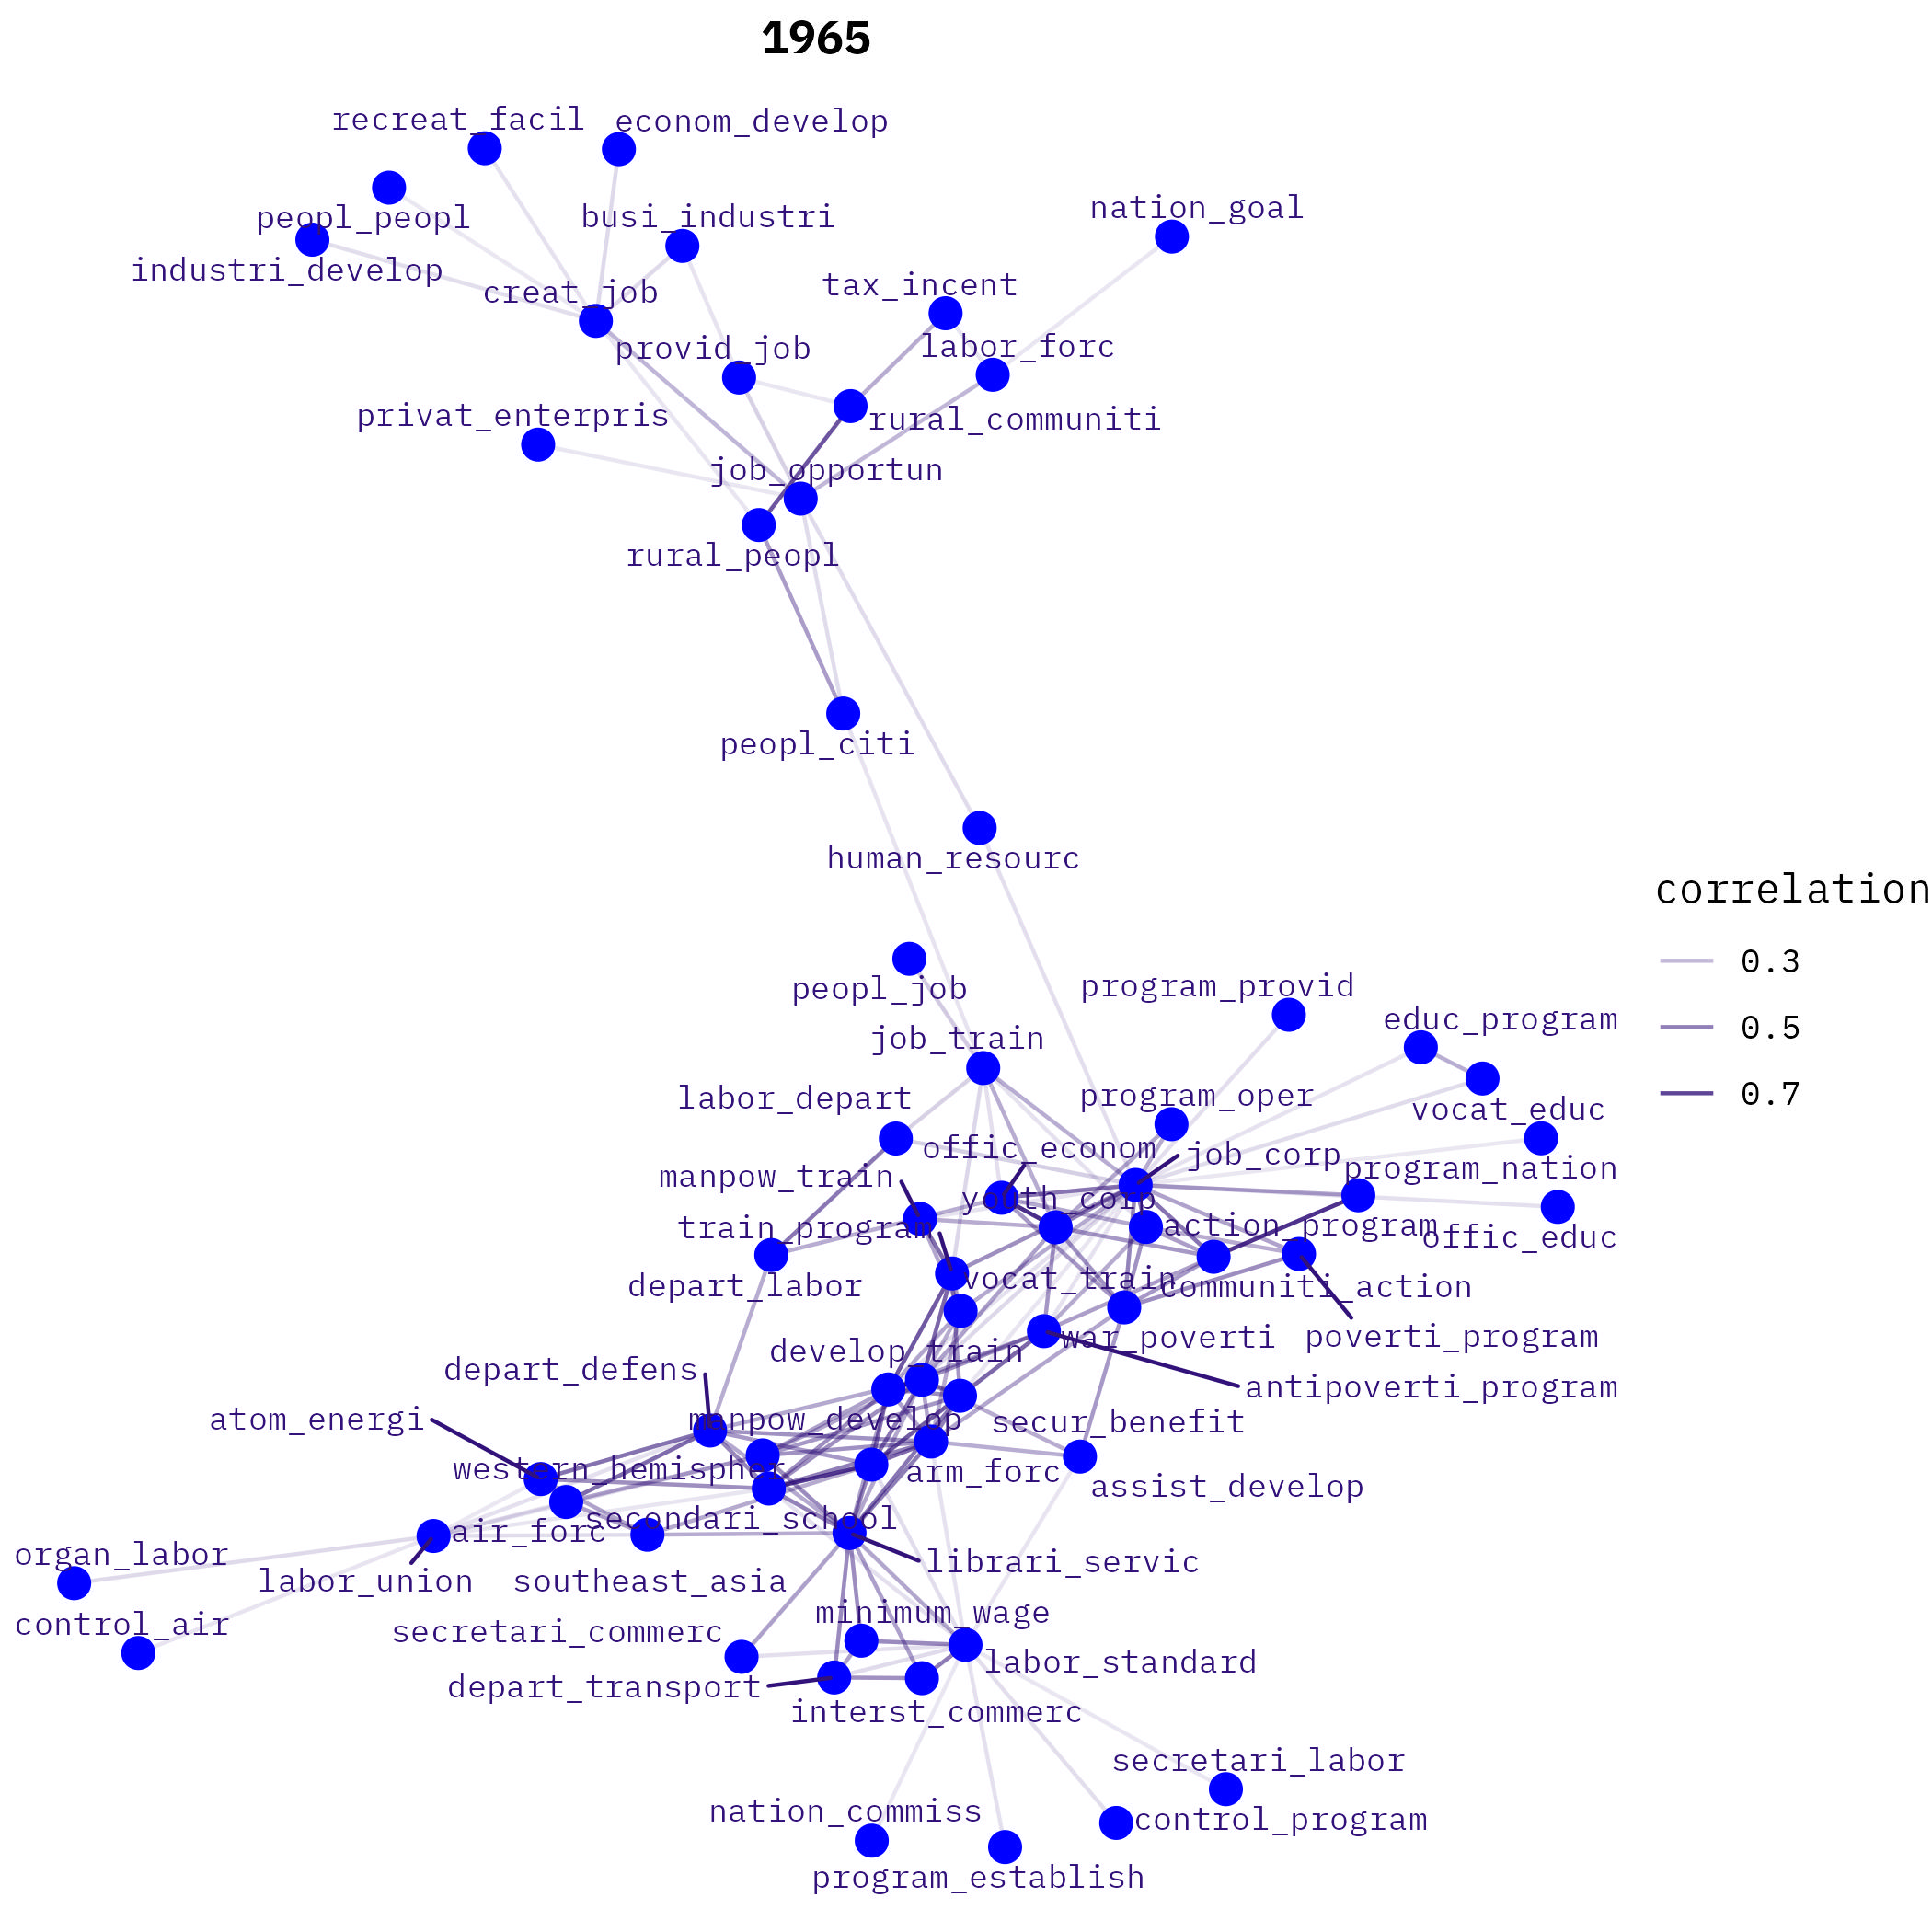 1965
recreat_facil
econom_develop
peopl_peopl
busi_industri
nation_goal
industri_develop
creat_job
tax_incent
provid_job
labor_forc
privat_enterpris
rural_communiti
job_opportun
rural_peopl
peopl_citi
human_resourc
correlation
0.3
0.5
0.7
peopl_job
program_provid
educ_program
job_train
labor_depart
program_oper
vocat_educ
offic_econom
job_corp
manpow_train
program_nation
youth_corp
train_program
action_program
offic_educ
depart_labor
vocat_train
communiti_action
war_poverti
poverti_program
develop_train
depart_defens
antipoverti_program
atom_energi
manpow_develop
secur_benefit
western_hemispher
arm_forc
assist_develop
secondari_school
air_forc
organ_labor
librari_servic
labor_union
southeast_asia
minimum_wage
control_air
secretari_commerc
labor_standard
depart_transport
interst_commerc
secretari_labor
nation_commiss
control_program
program_establish